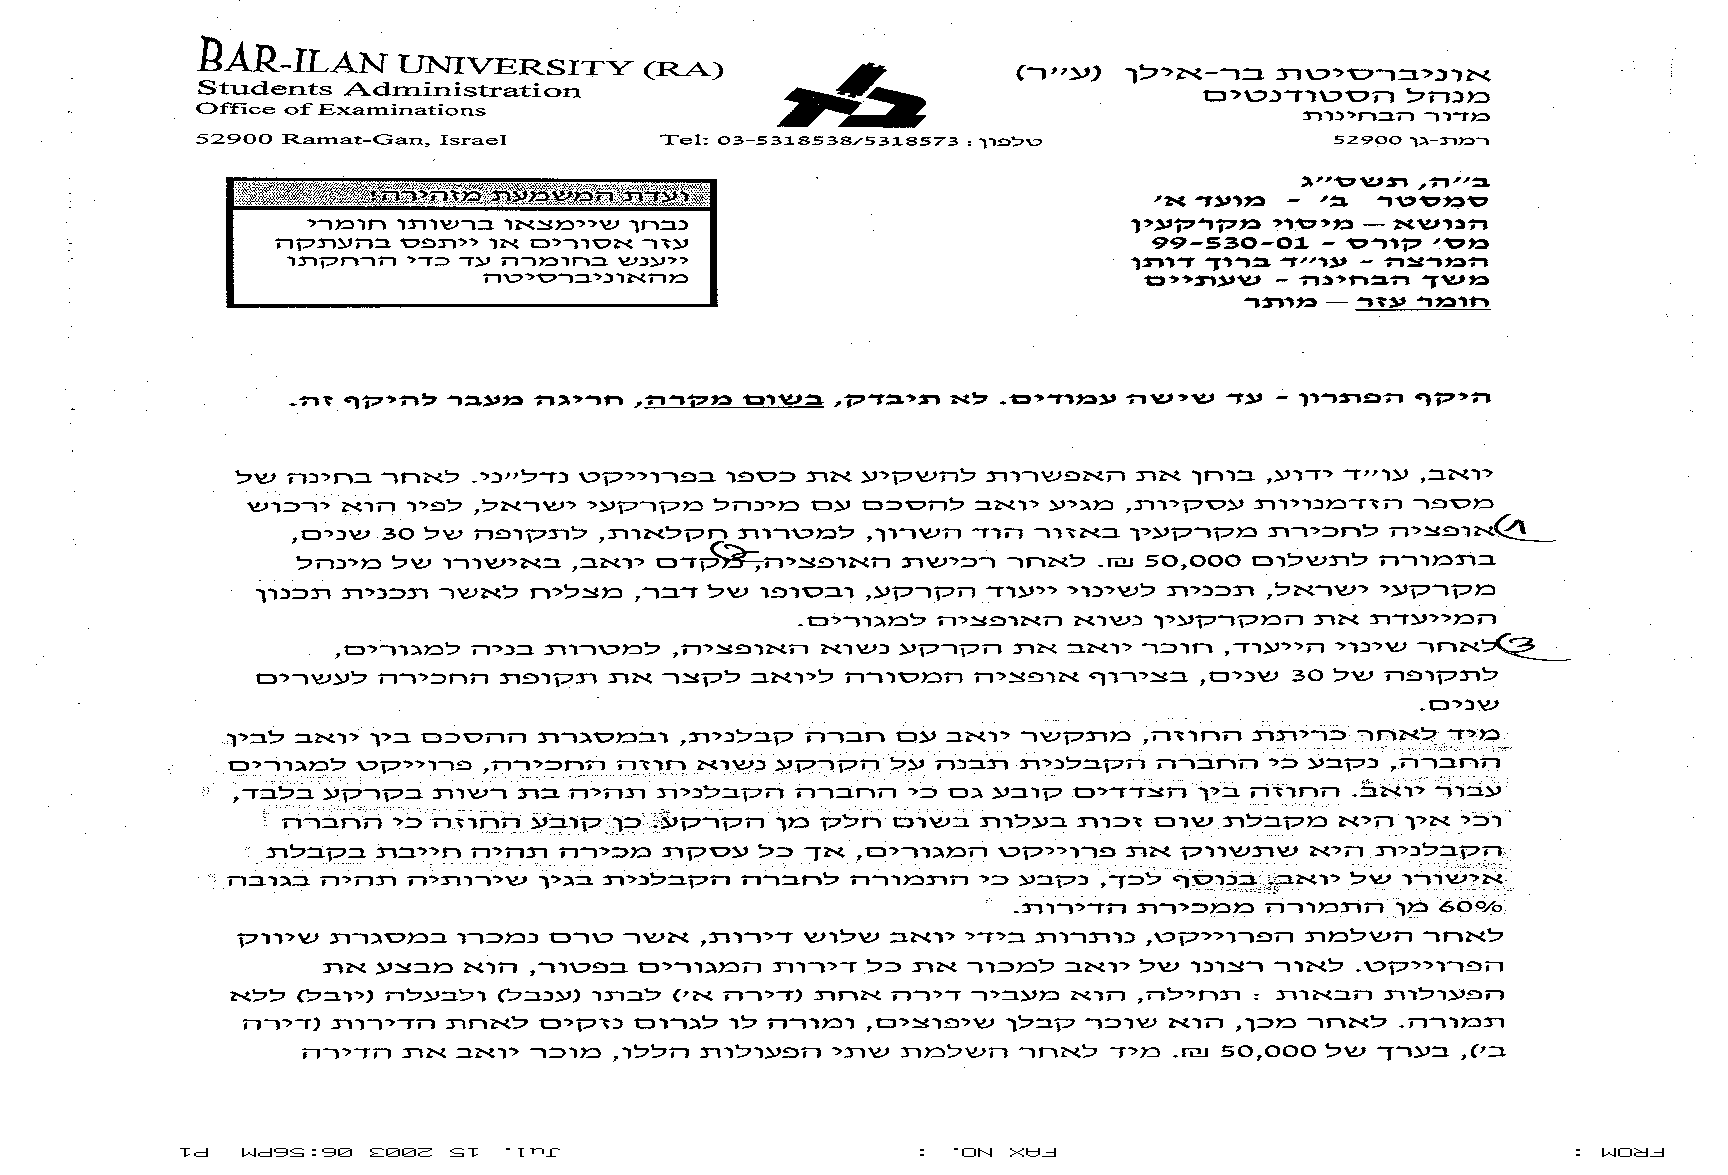 BAR-ILAN UNIVERSITY (RA)
Students Administration
Office of Examinations
52900 Ramat-Gan, Israel
Tel: 03-5318538/5318573 : טלפון
אוניברסיטת בר-אילן (ע״ר)
מנהל הסטודנטים
מדור הבחינות
רמת-גן 52900
ועדת המשמעת מזהירה:
נבחן שיימצאו ברשותו חומרי
עזר אסורים או ייתפס בהעתקה
ייענש בחומרה עד כדי הרחקתו
מהאוניברסיטה
ב״ה, תשס״ג
סמסטר ב׳ - מועד א׳
הנושא – מיסוי מקרקעין
מס׳ קורס - 99-530-01
המרצה - עו״ד ברוך דותן
משך הבחינה - שעתיים
חומר עזר – מותר
היקף הפתרון - עד שישה עמודים. לא תיבדק, בשום מקרה, חריגה מעבר להיקף זה.
יואב, עו״ד ידוע, בוחן את האפשרות להשקיע את כספו בפרוייקט נדל״ני. לאחר בחינה של
מספר הזדמנויות עסקיות, מגיע יואב להסכם עם מינהל מקרקעי ישראל, לפיו הוא ירכוש
אופציה לחכירת מקרקעין באזור הוד השרון, למטרות חקלאות, לתקופה של 30 שנים,
בתמורה לתשלום 50,000 ₪. לאחר רכישת האופציה, מקדם יואב, באישורו של מינהל
מקרקעי ישראל, תכנית לשינוי ייעוד הקרקע, ובסופו של דבר, מצליח לאשר תכנית תכנון
המייעדת את המקרקעין נשוא האופציה למגורים.
לאחר שינוי הייעוד, חוכר יואב את הקרקע נשוא האופציה, למטרות בניה למגורים,
לתקופה של 30 שנים, בצירוף אופציה המסורה ליואב לקצר את תקופת החכירה לעשרים
שנים.
מיד לאחר כריתת החוזה, מתקשר יואב עם חברה קבלנית, ובמסגרת ההסכם בין יואב לבין
החברה, נקבע כי החברה הקבלנית תבנה על הקרקע נשוא חוזה החכירה, פרוייקט למגורים
עבור יואב. החוזה בין הצדדים קובע גם כי החברה הקבלנית תהיה בת רשות בקרקע בלבד,
וכי אין היא מקבלת שום זכות בעלות בשום חלק מן הקרקע. כן קובע החוזה כי החברה
הקבלנית היא שתשווק את פרוייקט המגורים, אך כל עסקת מכירה תהיה חייבת בקבלת
אישורו של יואב. בנוסף לכך, נקבע כי התמורה לחברה הקבלנית בגין שירותיה תהיה בגובה
60% מן התמורה ממכירת הדירות.
לאחר השלמת הפרוייקט, נותרות בידי יואב שלוש דירות, אשר טרם נמכרו במסגרת שיווק
הפרוייקט. לאור רצונו של יואב למכור את כל דירות המגורים בפטור, הוא מבצע את
הפעולות הבאות : תחילה, הוא מעביר דירה אחת (דירה א׳) לבתו (ענבל) ולבעלה (יובל) ללא
תמורה. לאחר מכן, הוא שוכר קבלן שיפוצים, ומורה לו לגרום נזקים לאחת הדירות (דירה
ב׳), בערך של 50,000 ₪. מיד לאחר השלמת שתי הפעולות הללו, מוכר יואב את הדירה
FROM : FAX NO. : Jul. 15 2003 06:56PM P1